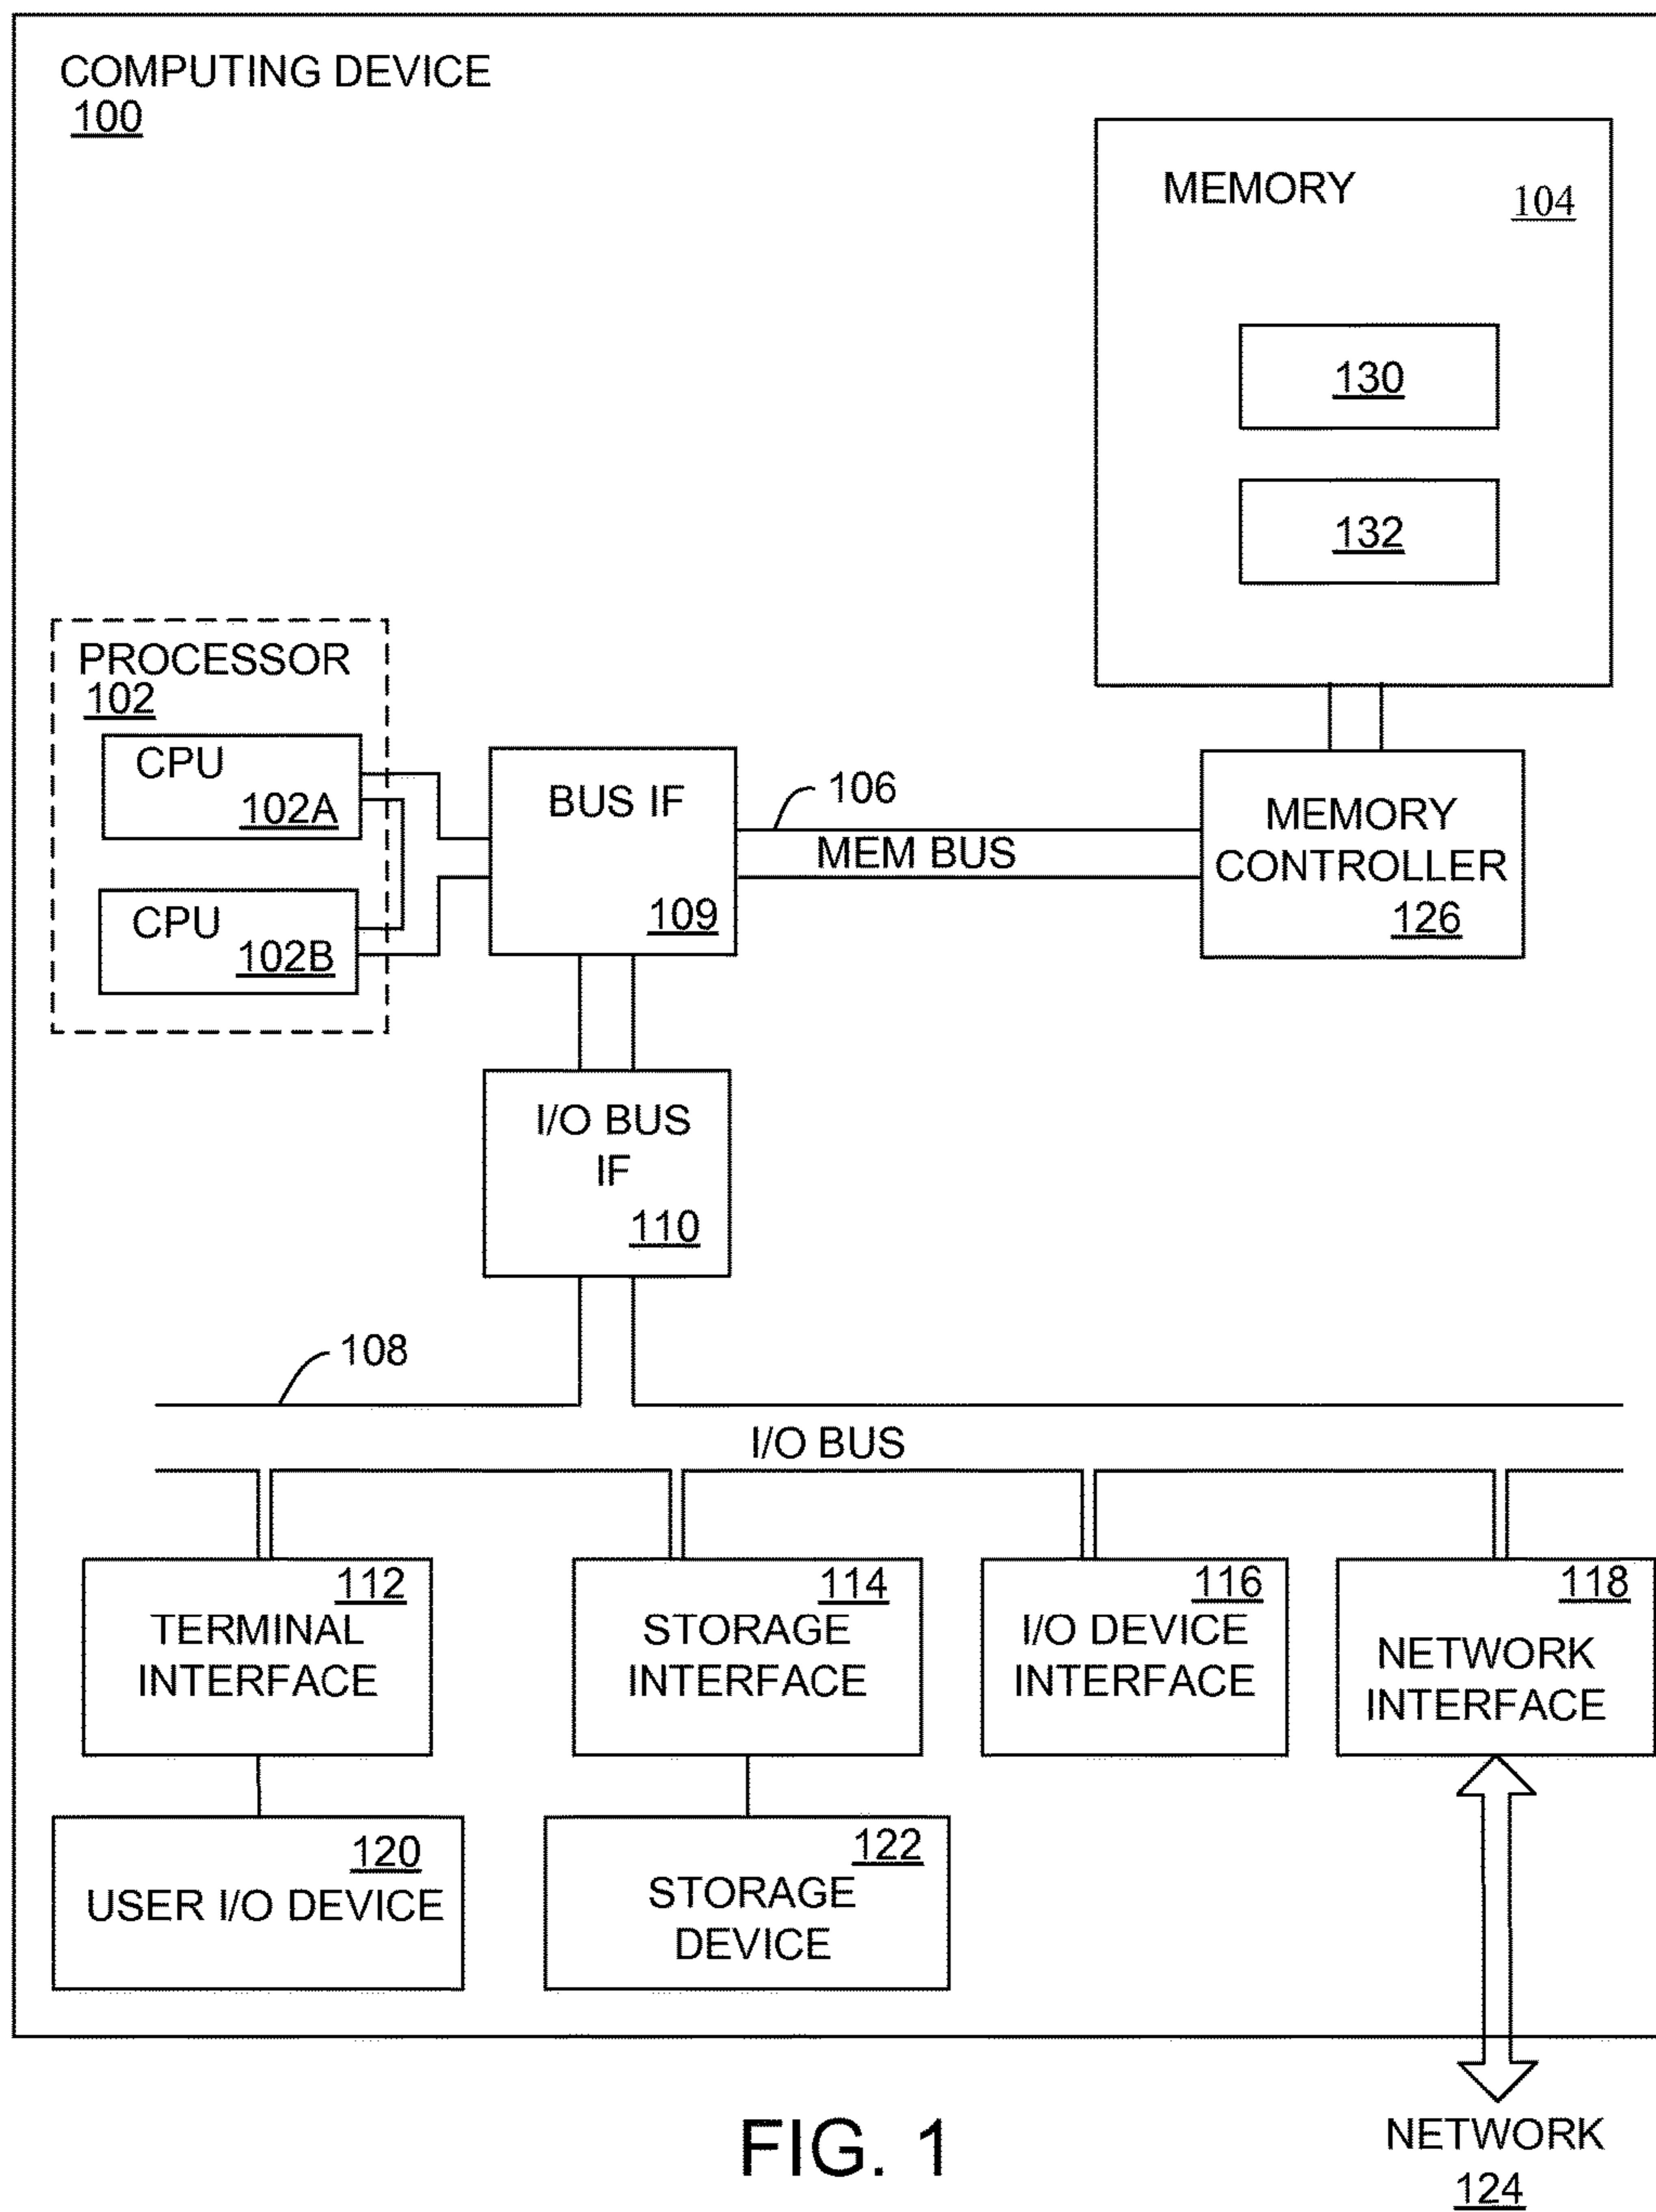 COMPUTING DEVICE
100
MEMORY
104
130
132
PROCESSOR
102
CPU
102A
CPU
102B
BUS IF
109
106
MEM BUS
MEMORY
CONTROLLER
126
I/O BUS
IF
110
108
I/O BUS
112
TERMINAL
INTERFACE
114
STORAGE
INTERFACE
116
I/O DEVICE
INTERFACE
118
NETWORK
INTERFACE
120
USER I/O DEVICE
122
STORAGE
DEVICE
NETWORK
124
FIG. 1